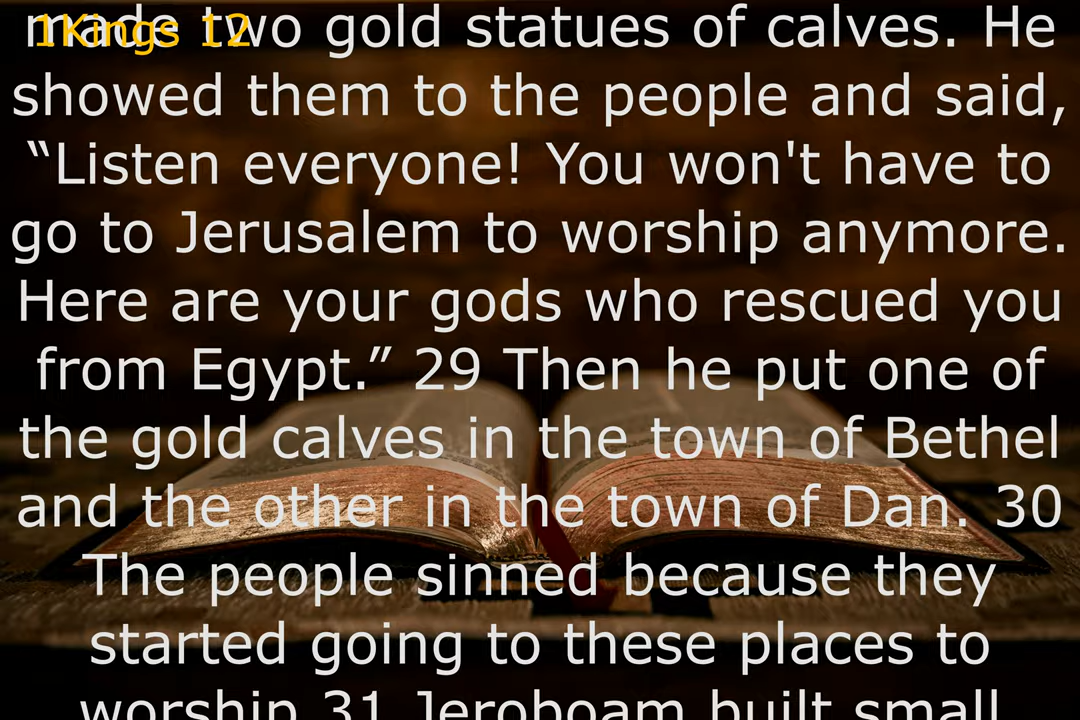 1Kings 12
made two gold statues of calves. He
showed them to the people and said,
“Listen everyone! You won't have to
go to Jerusalem to worship anymore.
Here are your gods who rescued you
from Egypt.” 29 Then he put one of
the gold calves in the town of Bethel
and the other in the town of Dan. 30
The people sinned because they
started going to these places to
worship 31 Jeroboam built small